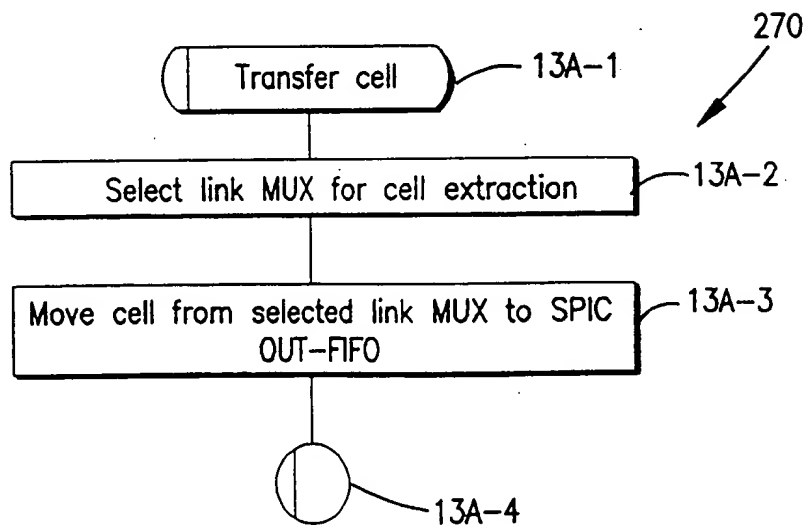 270
Transfer cell
13A-1
Select link MUX for cell extraction
13A-2
Move cell from selected link MUX to SPIC
OUT-FIFO
13A-3
13A-4